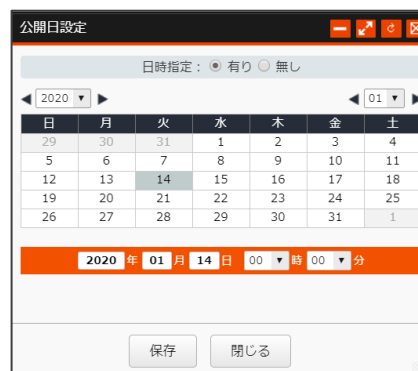 公開日設定
日時指定： 有り 無し
2020 01
日 月 火 水 木 金 土
29 30 31 1 2 3 4
5 6 7 8 9 10 11
12 13 14 15 16 17 18
19 20 21 22 23 24 25
26 27 28 29 30 31 1
2020 年 01 月 14 日 00 時 00 分
保存 閉じる